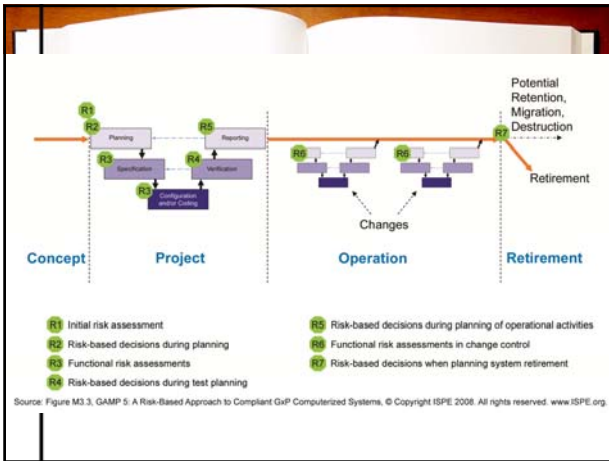 Potential
Retention,
Migration,
Destruction
R1
R2
Planning
R5
Reporting
R7
R3
Specification
R4
Verification
R6
R6
Retirement
R3
Configuration
and/or Coding
Changes
Concept
Project
Operation
Retirement
R1 Initial risk assessment
R2 Risk-based decisions during planning
R3 Functional risk assessments
R4 Risk-based decisions during test planning
R5 Risk-based decisions during planning of operational activities
R6 Functional risk assessments in change control
R7 Risk-based decisions when planning system retirement
Source: Figure M3.3, GAMP 5: A Risk-Based Approach to Compliant GxP Computerized Systems, © Copyright ISPE 2008. All rights reserved. www.ISPE.org.